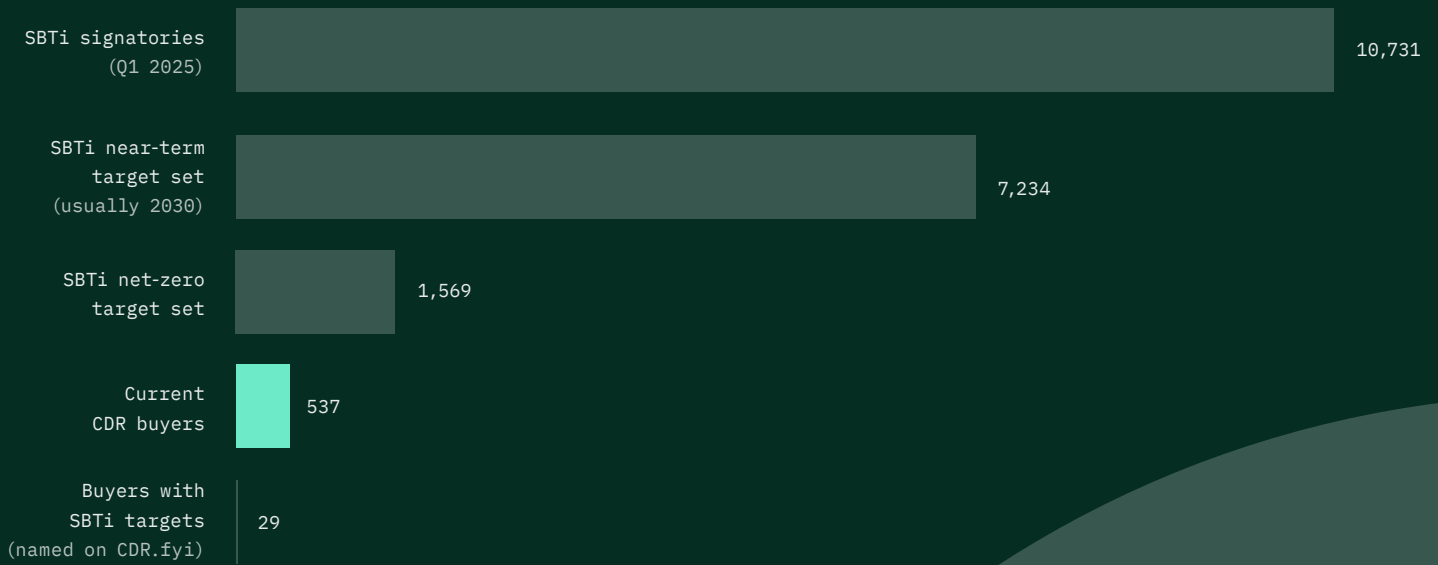 SBTi signatories
(Q1 2025)
10,731
SBTi near-term
target set
(usually 2030)
7,234
SBTi net-zero
target set
1,569
Current
CDR buyers
537
Buyers with
SBTi targets
(named on CDR.fyi)
29